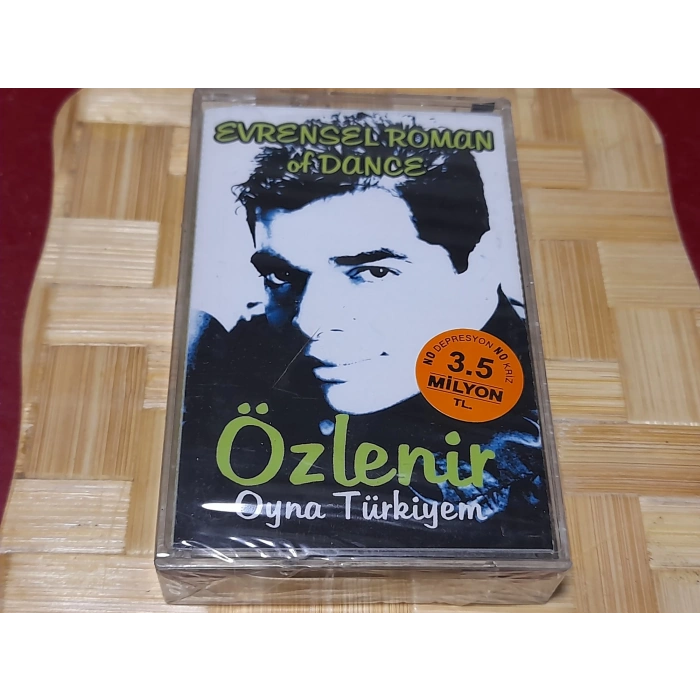 EVRENSEL ROMAN
of DANCE
NO DEPRESYON NO KRİZ
3.5
MİLYON
TL.
Özlenir
Oyna Türkiyem